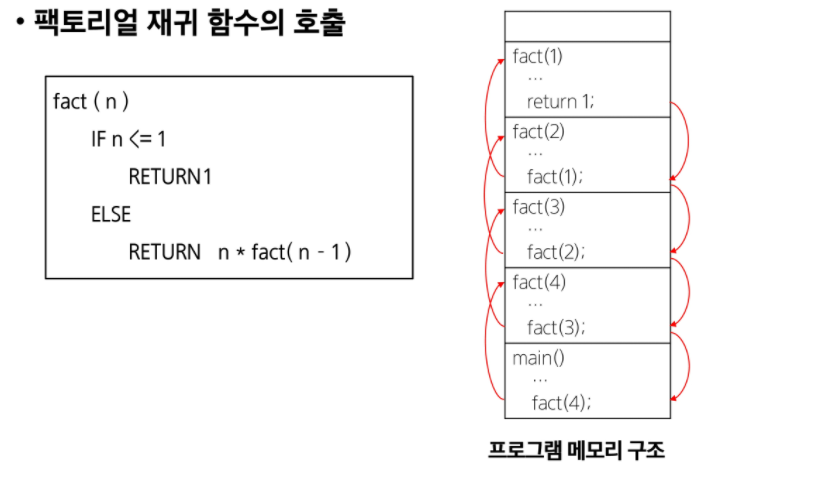 • 팩토리얼 재귀 함수의 호출
fact ( n )
IF n <= 1
RETURN1
ELSE
RETURN n * fact( n - 1 )
fact(1)
...
return 1;
fact(2)
...
fact(1);
fact(3)
...
fact(2);
fact(4)
...
fact(3);
main()
...
fact(4);
프로그램 메모리 구조